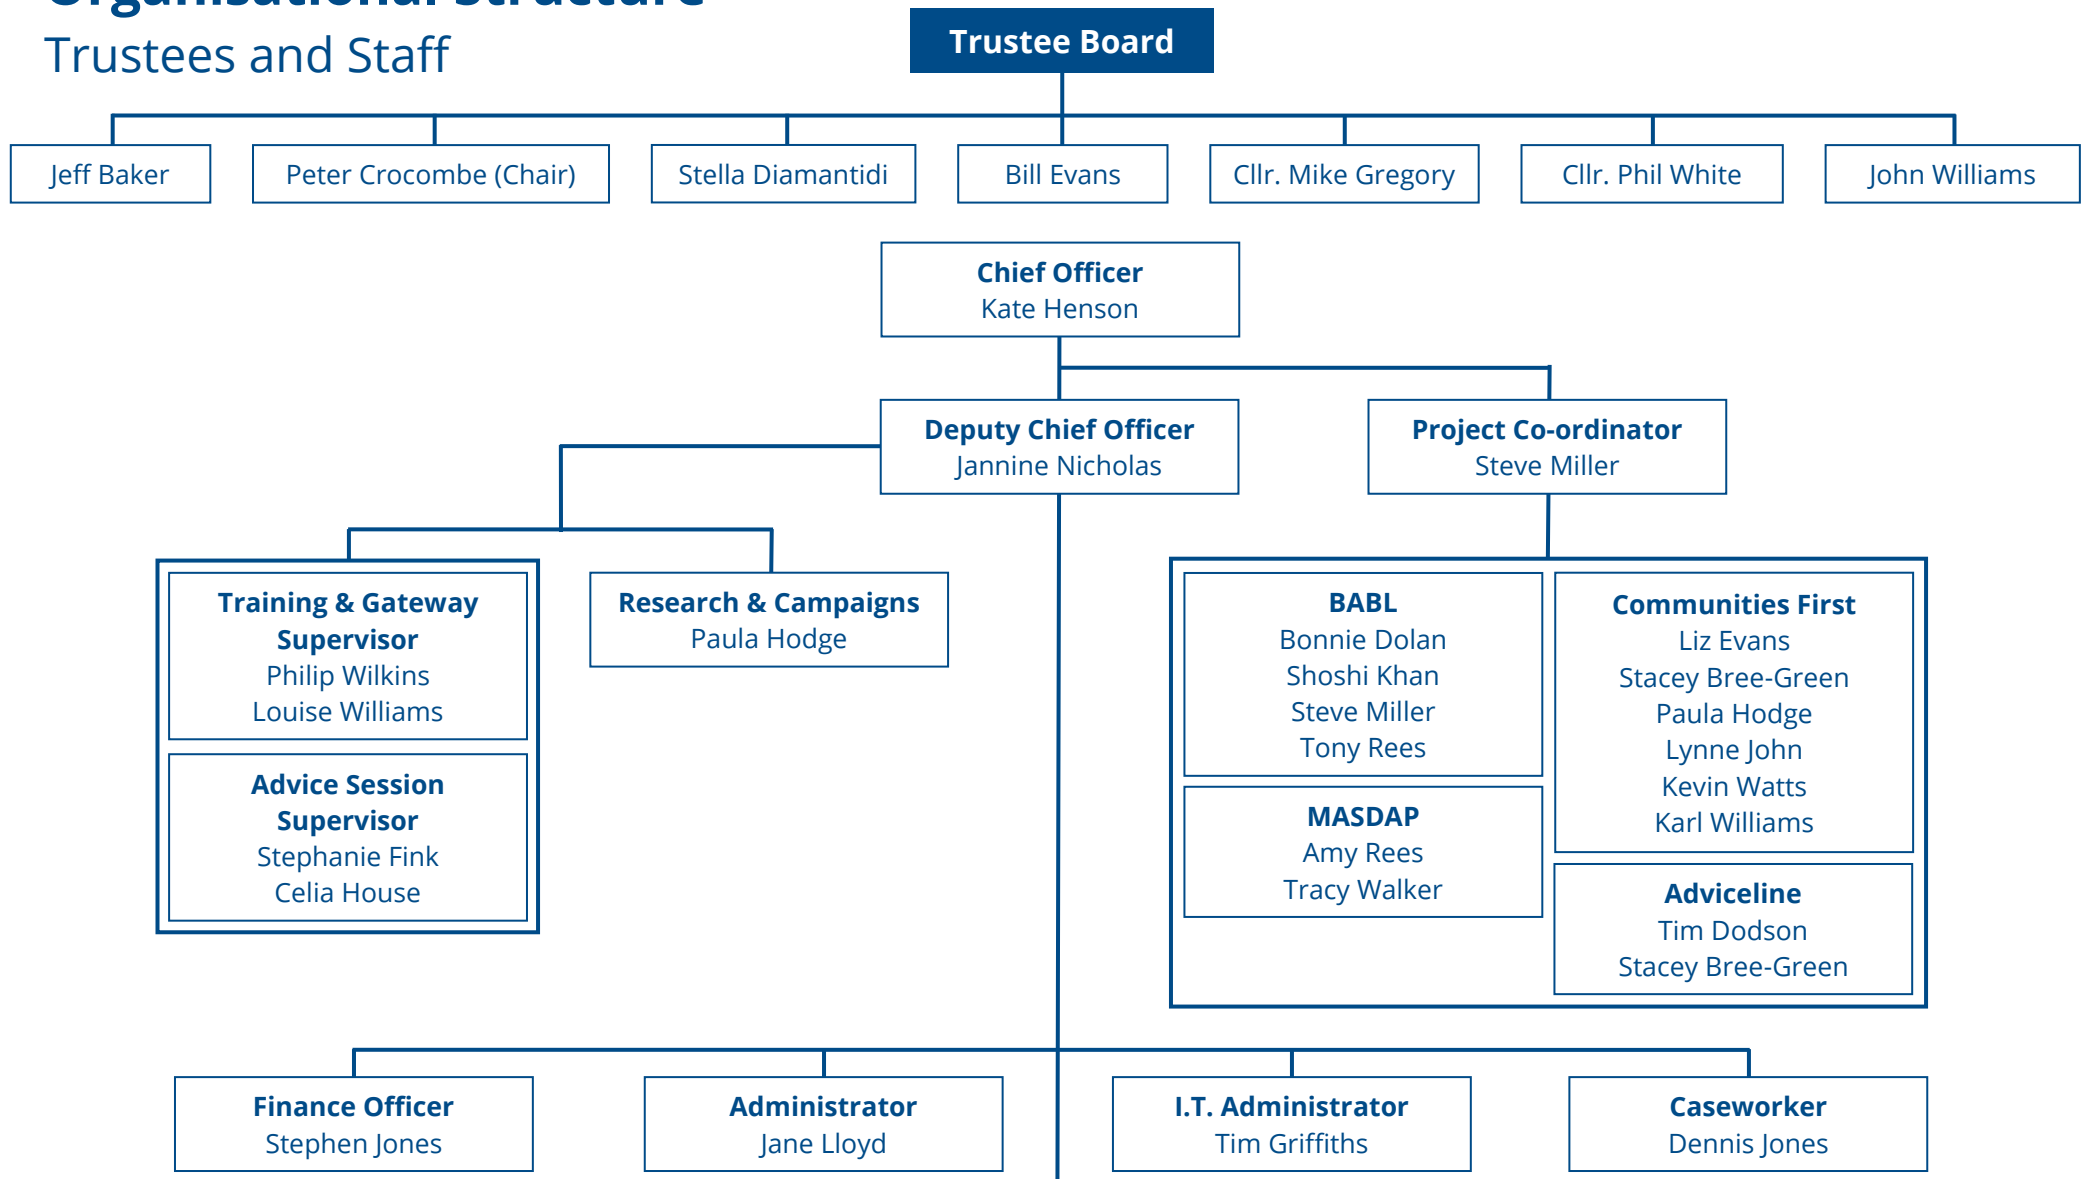 Organisational Structure
Trustees and Staff
Trustee Board
Jeff Baker
Peter Crocombe (Chair)
Stella Diamantidi
Bill Evans
Cllr. Mike Gregory
Cllr. Phil White
John Williams
Chief Officer
Kate Henson
Deputy Chief Officer
Jannine Nicholas
Project Co-ordinator
Steve Miller
Training & Gateway
Supervisor
Philip Wilkins
Louise Williams
Advice Session
Supervisor
Stephanie Fink
Celia House
Research & Campaigns
Paula Hodge
BABL
Bonnie Dolan
Shoshi Khan
Steve Miller
Tony Rees
MASDAP
Amy Rees
Tracy Walker
Communities First
Liz Evans
Stacey Bree-Green
Paula Hodge
Lynne John
Kevin Watts
Karl Williams
Adviceline
Tim Dodson
Stacey Bree-Green
Finance Officer
Stephen Jones
Administrator
Jane Lloyd
I.T. Administrator
Tim Griffiths
Caseworker
Dennis Jones